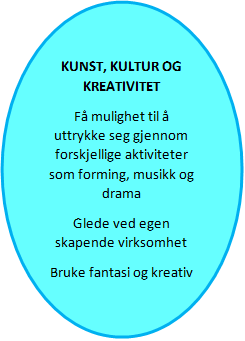 KUNST, KULTUR OG
KREATIVITET
Få mulighet til å
uttrykke seg gjennom
forskjellige aktiviteter
som forming, musikk og
drama
Glede ved egen
skapende virksomhet
Bruke fantasi og kreativ